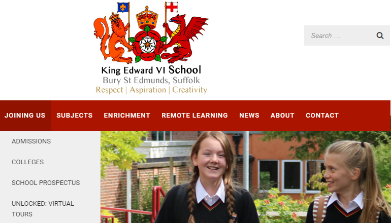 King Edward VI School
Bury St Edmunds, Suffolk
Respect | Aspiration | Creativity
Search ...
JOINING US SUBJECTS ENRICHMENT REMOTE LEARNING NEWS ABOUT CONTACT
ADMISSIONS
COLLEGES
SCHOOL PROSPECTUS
UNLOCKED: VIRTUAL
TOURS